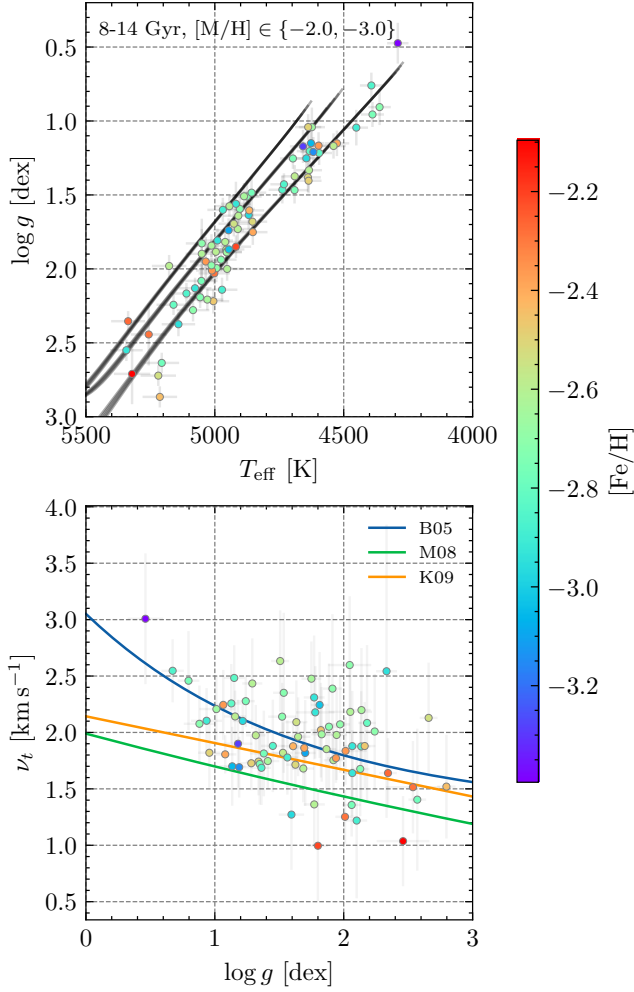 8-14 Gyr, [M/H] ∈ {−2.0, −3.0}
0.5
1.0
1.5
2.0
2.5
3.0
log g [dex]
5500 5000 4500 4000
T_eff [K]
−2.2
−2.4
−2.6
−2.8
−3.0
−3.2
[Fe/H]
4.0
3.5
3.0
2.5
2.0
1.5
1.0
0.5
ν_t [km s⁻¹]
B05
M08
K09
0 1 2 3
log g [dex]